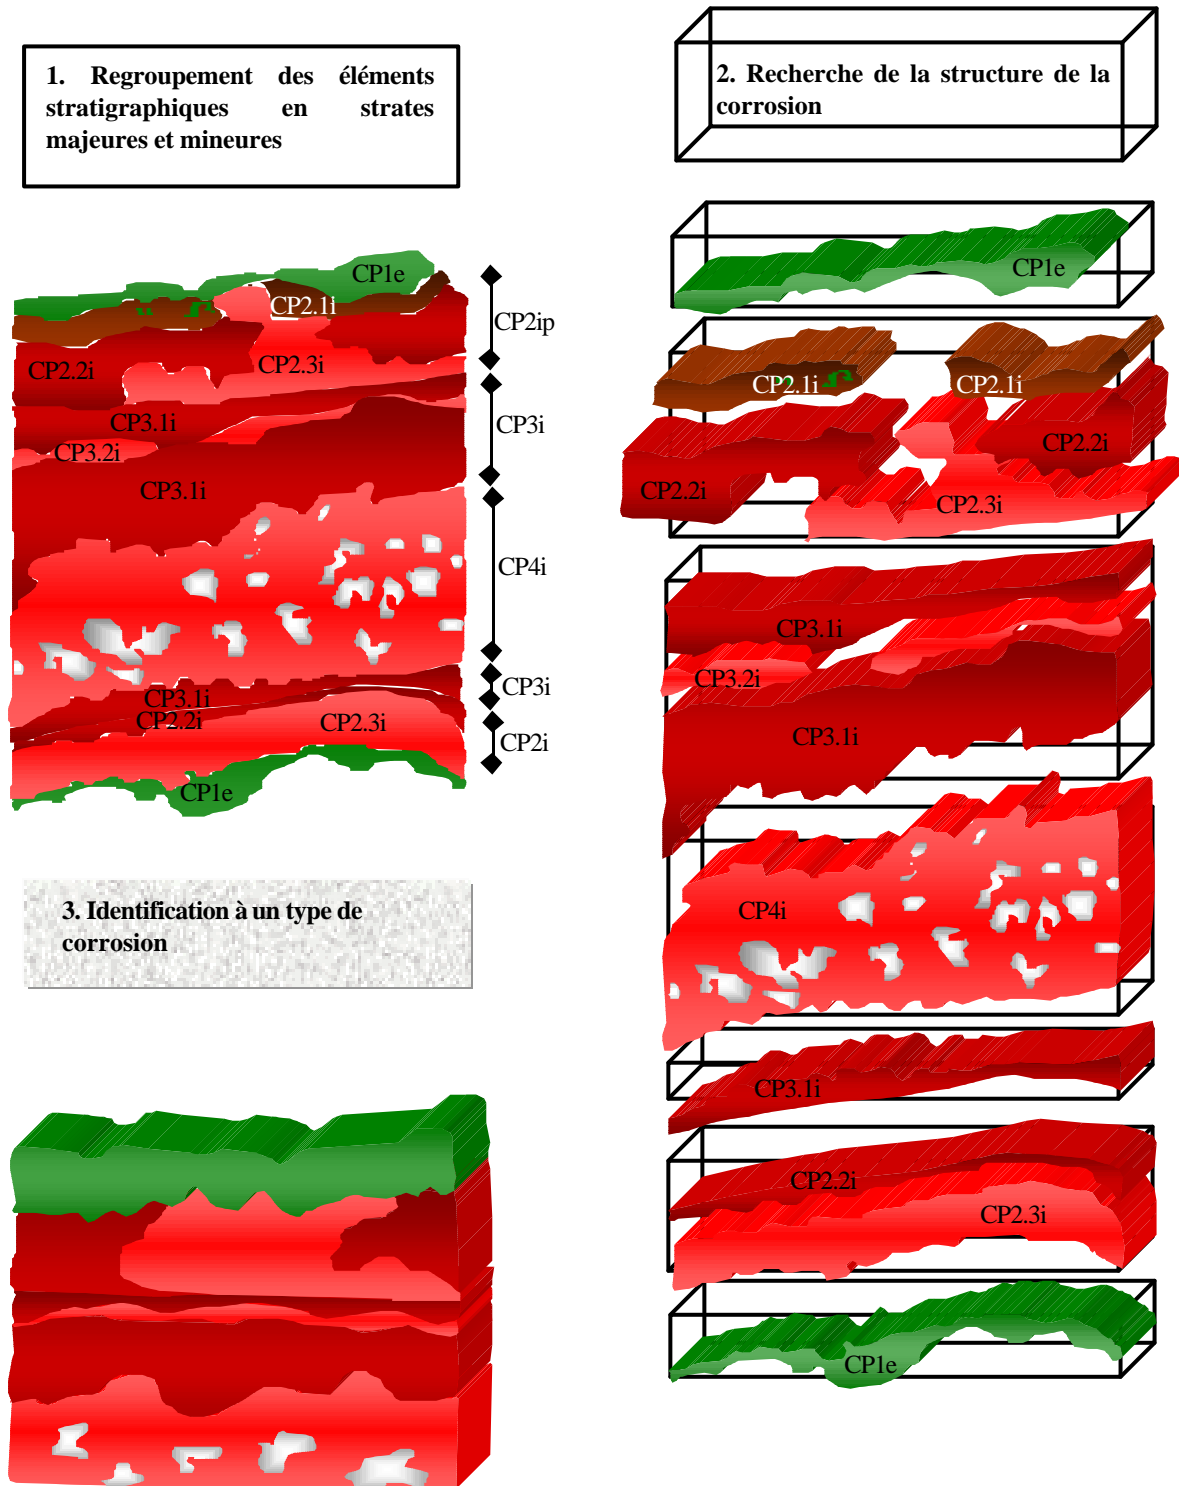 1. Regroupement des éléments
stratigraphiques en strates
majeures et mineures
CP1e
CP2.1i
CP2ip
CP2.2i
CP2.3i
CP3.1i
CP3i
CP3.2i
CP3.1i
CP4i
CP3i
CP3.1i
CP2.2i
CP2.3i
CP2i
CP1e
2. Recherche de la structure de la
corrosion
CP1e
CP2.1i
CP2.1i
CP2.2i
CP2.2i
CP2.3i
CP3.1i
CP3.2i
CP3.1i
CP4i
CP3.1i
CP2.2i
CP2.3i
CP1e
3. Identification à un type de
corrosion